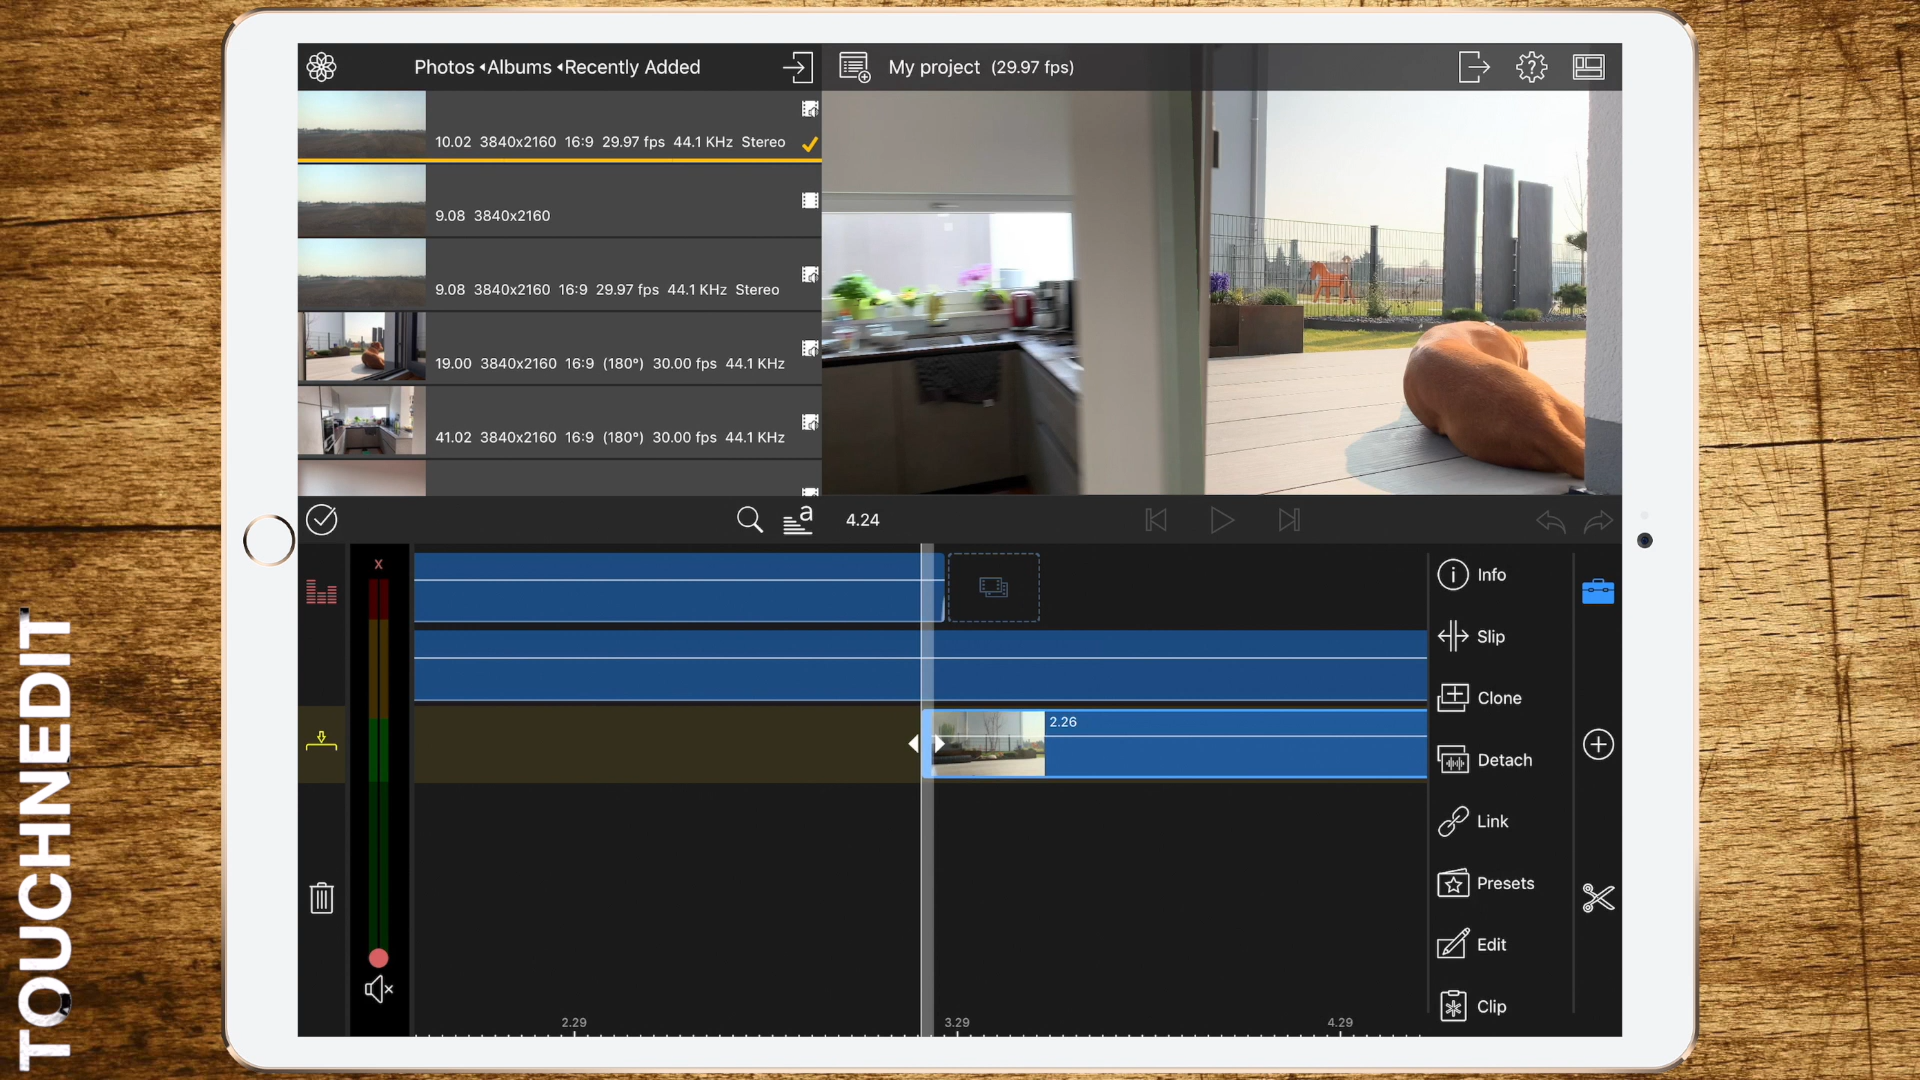 Photos ◂Albums ◂Recently Added
My project (29.97 fps)
10.02 3840x2160 16:9 29.97 fps 44.1 KHz Stereo
9.08 3840x2160
9.08 3840x2160 16:9 29.97 fps 44.1 KHz Stereo
19.00 3840x2160 16:9 (180°) 30.00 fps 44.1 KHz
41.02 3840x2160 16:9 (180°) 30.00 fps 44.1 KHz
a
4.24
x
2.26
Info
Slip
Clone
Detach
Link
Presets
Edit
Clip
2.29
3.29
4.29
TOUCHNEDIT